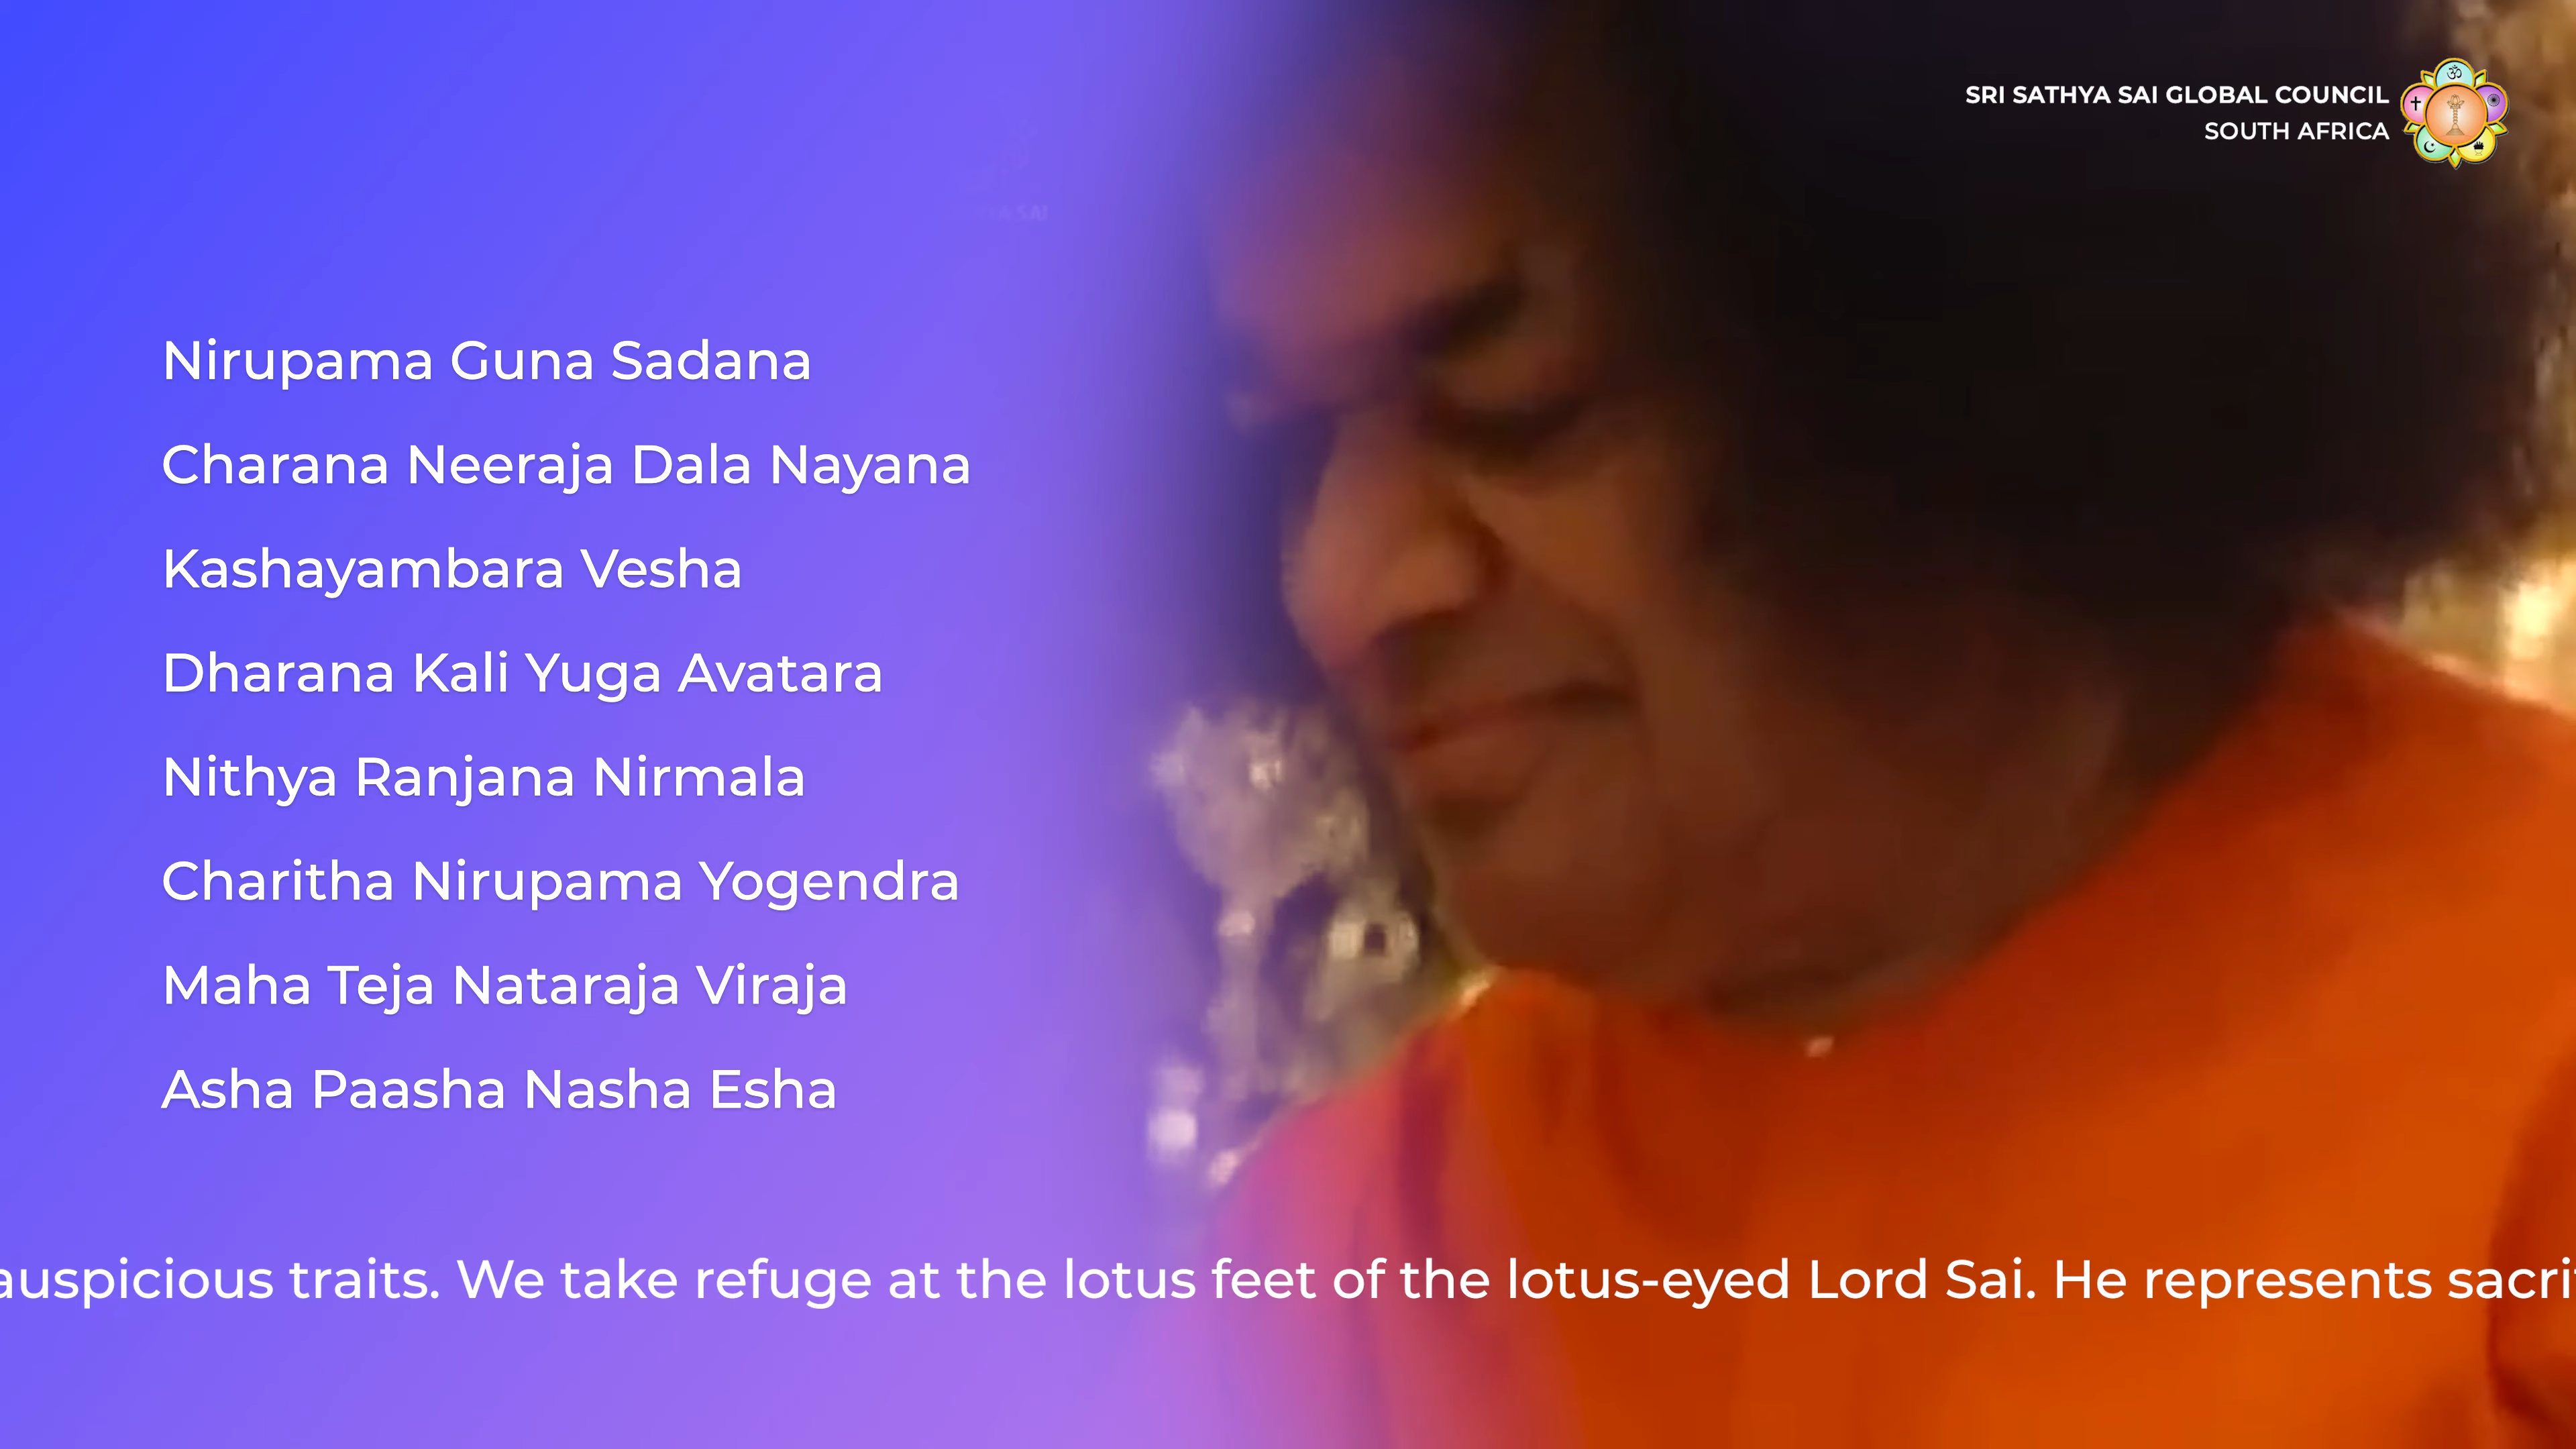 SRI SATHYA SAI GLOBAL COUNCIL
SOUTH AFRICA
Nirupama Guna Sadana
Charana Neeraja Dala Nayana
Kashayambara Vesha
Dharana Kali Yuga Avatara
Nithya Ranjana Nirmala
Charitha Nirupama Yogendra
Maha Teja Nataraja Viraja
Asha Paasha Nasha Esha
auspicious traits. We take refuge at the lotus feet of the lotus-eyed Lord Sai. He represents